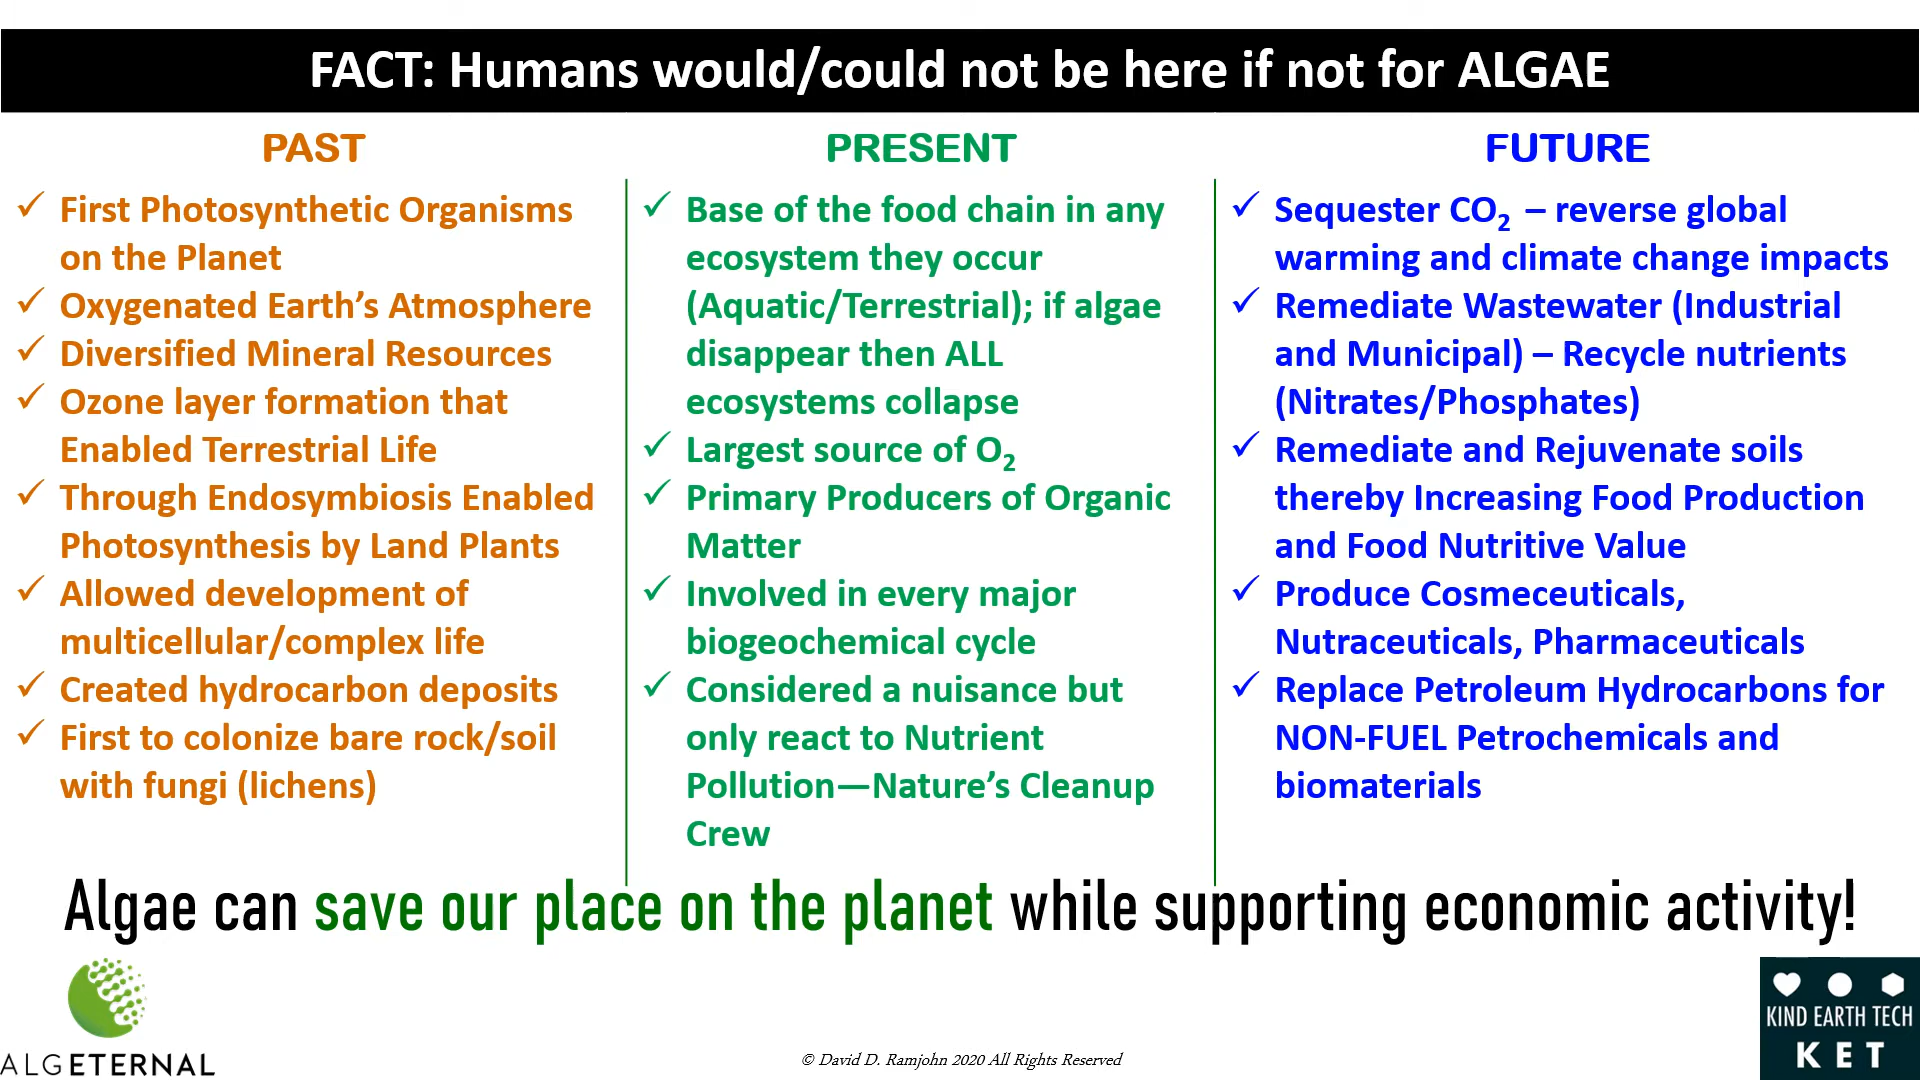 FACT: Humans would/could not be here if not for ALGAE
PAST
✓ First Photosynthetic Organisms
on the Planet
✓ Oxygenated Earth’s Atmosphere
✓ Diversified Mineral Resources
✓ Ozone layer formation that
Enabled Terrestrial Life
✓ Through Endosymbiosis Enabled
Photosynthesis by Land Plants
✓ Allowed development of
multicellular/complex life
✓ Created hydrocarbon deposits
✓ First to colonize bare rock/soil
with fungi (lichens)
PRESENT
✓ Base of the food chain in any
ecosystem they occur
(Aquatic/Terrestrial); if algae
disappear then ALL
ecosystems collapse
✓ Largest source of O₂
✓ Primary Producers of Organic
Matter
✓ Involved in every major
biogeochemical cycle
✓ Considered a nuisance but
only react to Nutrient
Pollution—Nature’s Cleanup
Crew
FUTURE
✓ Sequester CO₂ – reverse global
warming and climate change impacts
✓ Remediate Wastewater (Industrial
and Municipal) – Recycle nutrients
(Nitrates/Phosphates)
✓ Remediate and Rejuvenate soils
thereby Increasing Food Production
and Food Nutritive Value
✓ Produce Cosmeceuticals,
Nutraceuticals, Pharmaceuticals
✓ Replace Petroleum Hydrocarbons for
NON-FUEL Petrochemicals and
biomaterials
Algae can save our place on the planet while supporting economic activity!
ALGETERNAL
© David D. Ramjohn 2020 All Rights Reserved
KIND EARTH TECH
KET